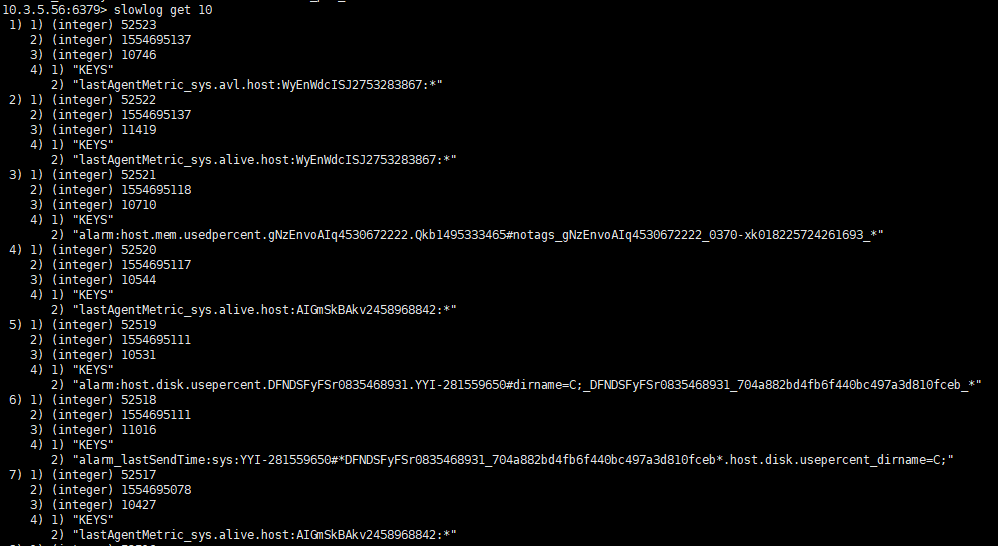 10.3.5.56:6379> slowlog get 10
1) 1) (integer) 52523
2) (integer) 1554695137
3) (integer) 10746
4) 1) "KEYS"
2) "lastAgentMetric_sys.avl.host:WyEnWdcISJ2753283867:*"
2) 1) (integer) 52522
2) (integer) 1554695137
3) (integer) 11419
4) 1) "KEYS"
2) "lastAgentMetric_sys.alive.host:WyEnWdcISJ2753283867:*"
3) 1) (integer) 52521
2) (integer) 1554695118
3) (integer) 10710
4) 1) "KEYS"
2) "alarm:host.mem.usedpercent.gNzEnvoAIq4530672222.Qkb1495333465#notags_gNzEnvoAIq4530672222_0370-xk018225724261693_*"
4) 1) (integer) 52520
2) (integer) 1554695117
3) (integer) 10544
4) 1) "KEYS"
2) "lastAgentMetric_sys.alive.host:AIGmSkBAkv2458968842:*"
5) 1) (integer) 52519
2) (integer) 1554695111
3) (integer) 10531
4) 1) "KEYS"
2) "alarm:host.disk.usepercent.DFNDSFyFSr0835468931.YYI-281559650#dirname=C;_DFNDSFyFSr0835468931_704a882bd4fb6f440bc497a3d810fceb_*"
6) 1) (integer) 52518
2) (integer) 1554695111
3) (integer) 11016
4) 1) "KEYS"
2) "alarm_lastSendTime:sys:YYI-281559650#*DFNDSFyFSr0835468931_704a882bd4fb6f440bc497a3d810fceb*.host.disk.usepercent_dirname=C;"
7) 1) (integer) 52517
2) (integer) 1554695078
3) (integer) 10427
4) 1) "KEYS"
2) "lastAgentMetric_sys.alive.host:AIGmSkBAkv2458968842:*"